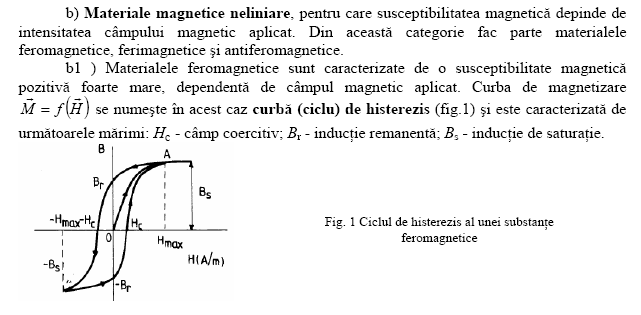 b) Materiale magnetice neliniare, pentru care susceptibilitatea magnetică depinde de
intensitatea câmpului magnetic aplicat. Din această categorie fac parte materialele
feromagnetice, ferimagnetice şi antiferomagnetice.
b1 ) Materialele feromagnetice sunt caracterizate de o susceptibilitate magnetică
pozitivă foarte mare, dependentă de câmpul magnetic aplicat. Curba de magnetizare
M⃗ = f(H⃗) se numeşte în acest caz curbă (ciclu) de histerezis (fig.1) şi este caracterizată de
următoarele mărimi: Hc - câmp coercitiv; Br - inducţie remanentă; Bs - inducţie de saturaţie.
B
A
Br
Bs
-Hmax
-Hc
Hc
0
Hmax
H(A/m)
-Bs
-Br
Fig. 1 Ciclul de histerezis al unei substanţe
feromagnetice